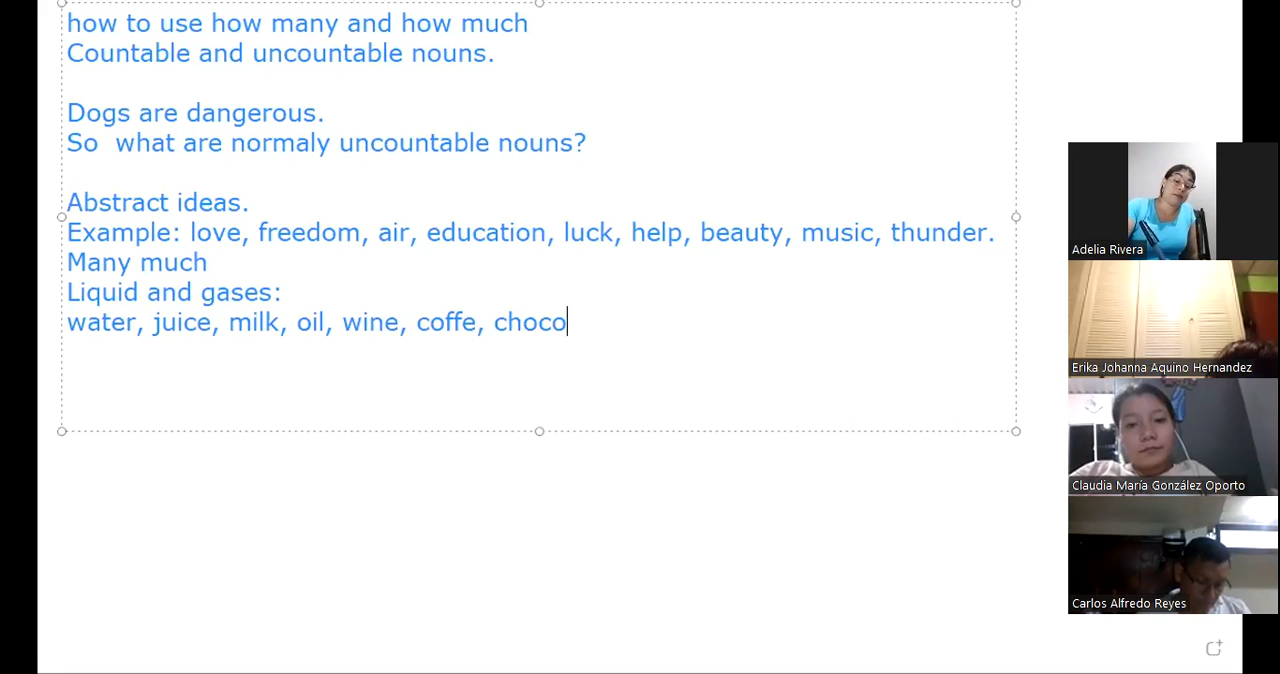 how to use how many and how much
Countable and uncountable nouns.
Dogs are dangerous.
So  what are normaly uncountable nouns?
Abstract ideas.
Example: love, freedom, air, education, luck, help, beauty, music, thunder.
Many much
Liquid and gases:
water, juice, milk, oil, wine, coffe, choco
Adelia Rivera
Erika Johanna Aquino Hernandez
Claudia María González Oporto
Carlos Alfredo Reyes